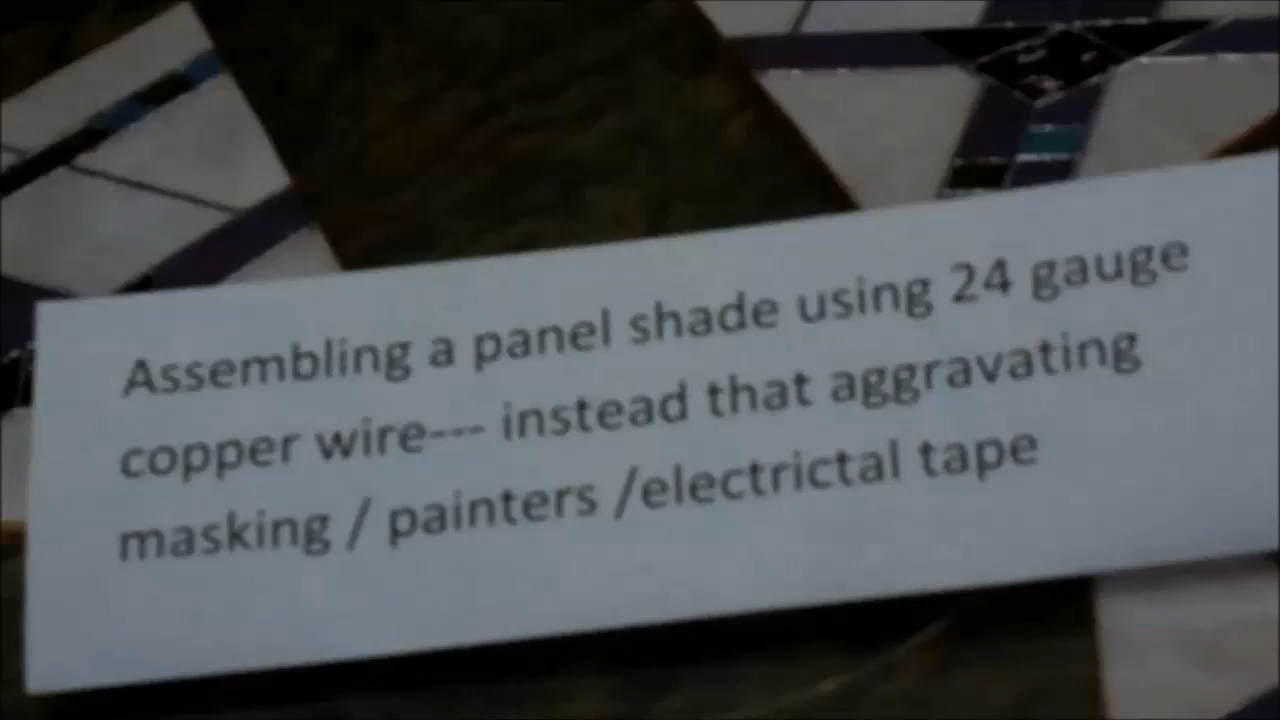 Assembling a panel shade using 24 gauge
copper wire--- instead that aggravating
masking / painters /electrictal tape